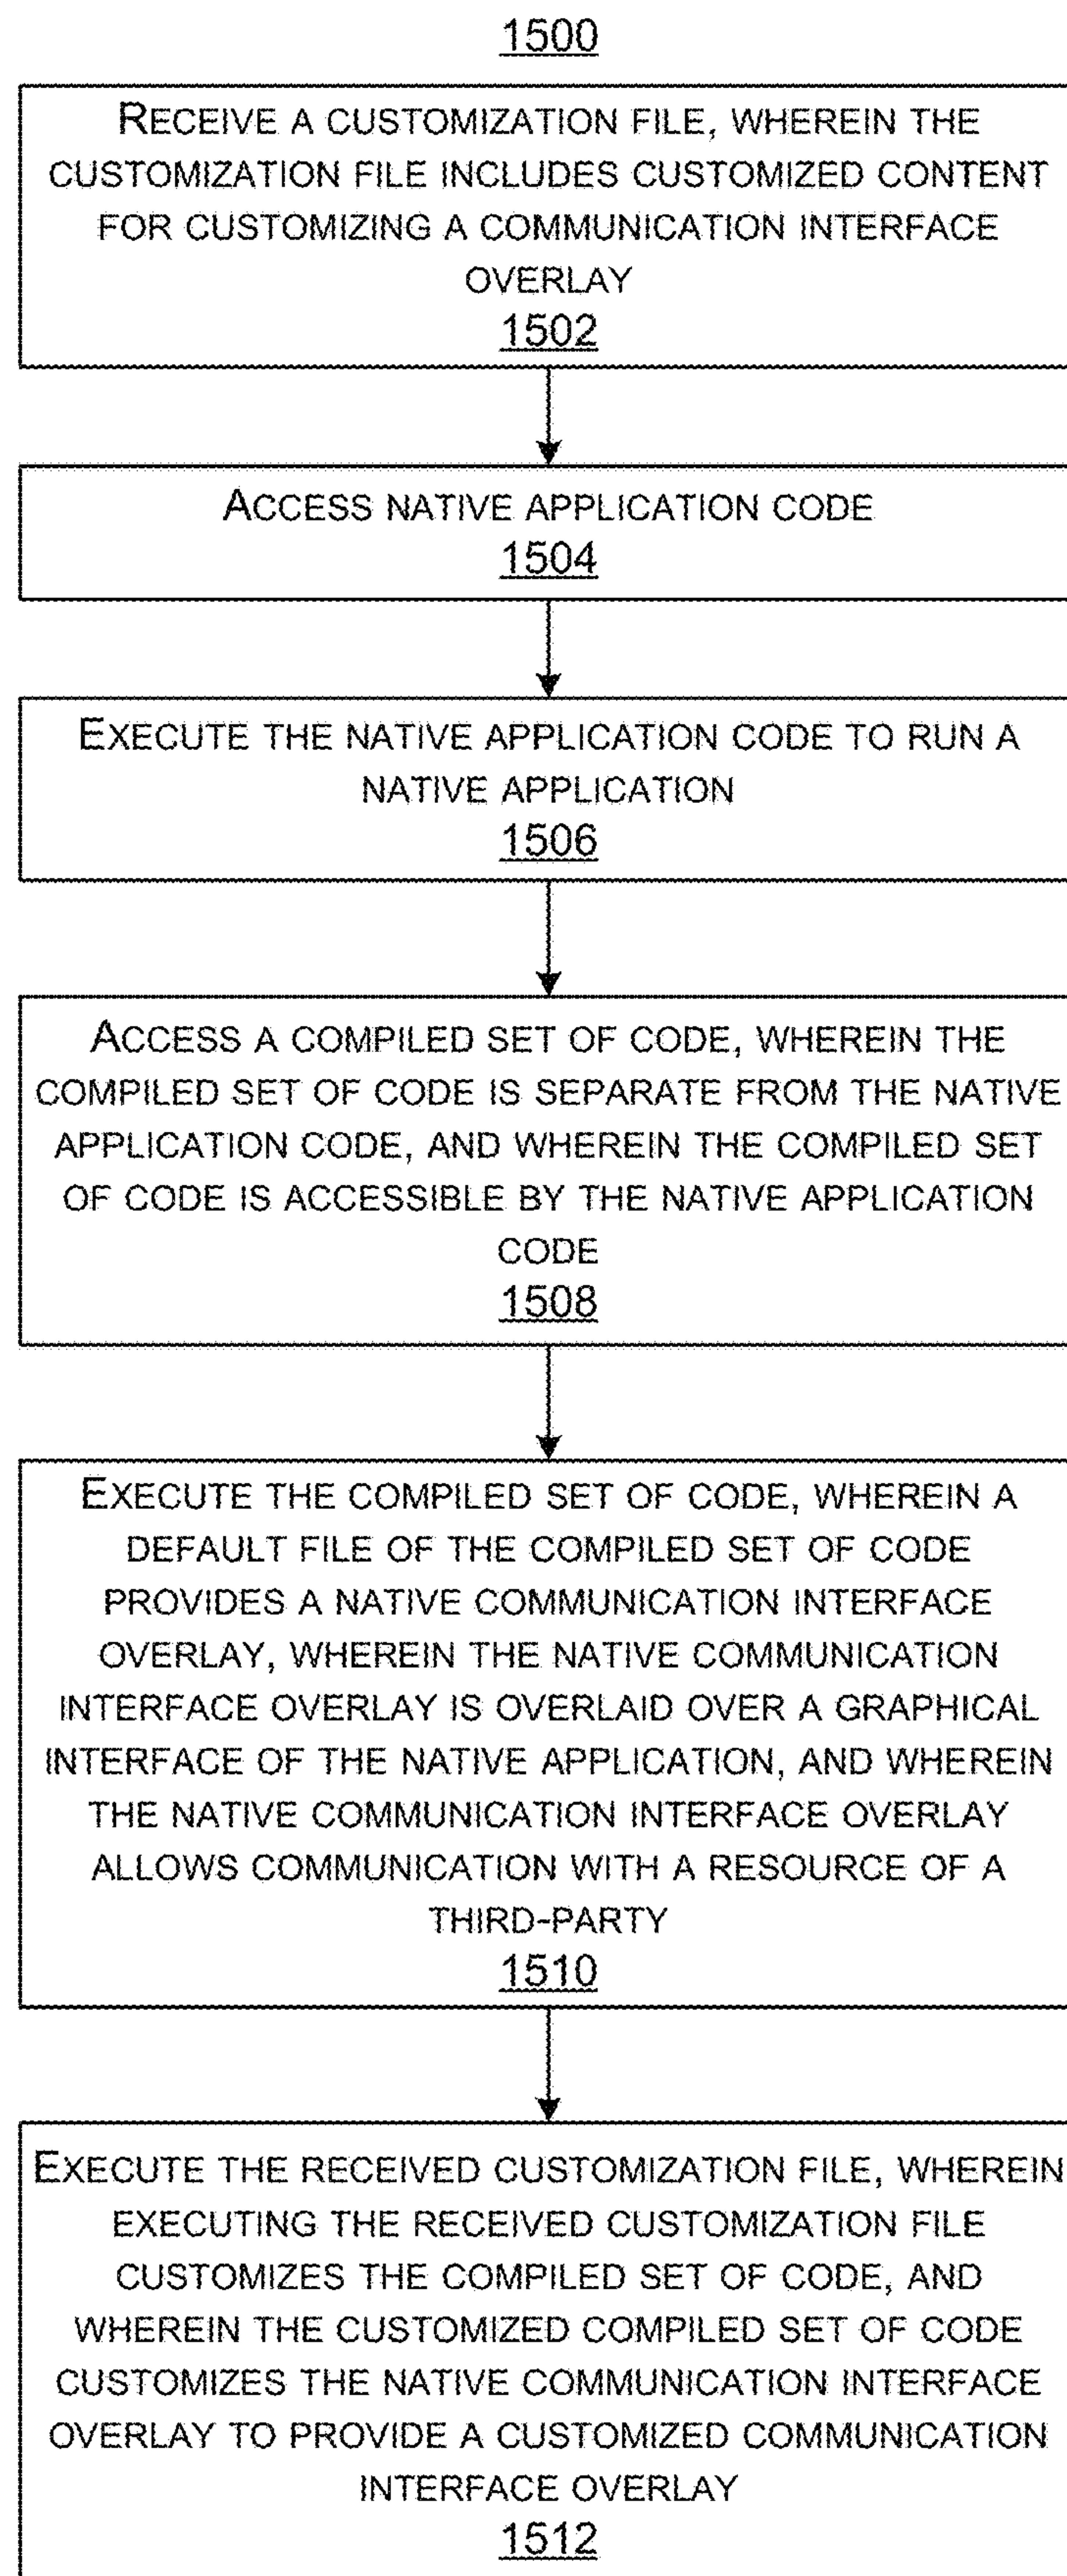 1500
RECEIVE A CUSTOMIZATION FILE, WHEREIN THE
CUSTOMIZATION FILE INCLUDES CUSTOMIZED CONTENT
FOR CUSTOMIZING A COMMUNICATION INTERFACE
OVERLAY
1502
ACCESS NATIVE APPLICATION CODE
1504
EXECUTE THE NATIVE APPLICATION CODE TO RUN A
NATIVE APPLICATION
1506
ACCESS A COMPILED SET OF CODE, WHEREIN THE
COMPILED SET OF CODE IS SEPARATE FROM THE NATIVE
APPLICATION CODE, AND WHEREIN THE COMPILED SET
OF CODE IS ACCESSIBLE BY THE NATIVE APPLICATION
CODE
1508
EXECUTE THE COMPILED SET OF CODE, WHEREIN A
DEFAULT FILE OF THE COMPILED SET OF CODE
PROVIDES A NATIVE COMMUNICATION INTERFACE
OVERLAY, WHEREIN THE NATIVE COMMUNICATION
INTERFACE OVERLAY IS OVERLAID OVER A GRAPHICAL
INTERFACE OF THE NATIVE APPLICATION, AND WHEREIN
THE NATIVE COMMUNICATION INTERFACE OVERLAY
ALLOWS COMMUNICATION WITH A RESOURCE OF A
THIRD-PARTY
1510
EXECUTE THE RECEIVED CUSTOMIZATION FILE, WHEREIN
EXECUTING THE RECEIVED CUSTOMIZATION FILE
CUSTOMIZES THE COMPILED SET OF CODE, AND
WHEREIN THE CUSTOMIZED COMPILED SET OF CODE
CUSTOMIZES THE NATIVE COMMUNICATION INTERFACE
OVERLAY TO PROVIDE A CUSTOMIZED COMMUNICATION
INTERFACE OVERLAY
1512